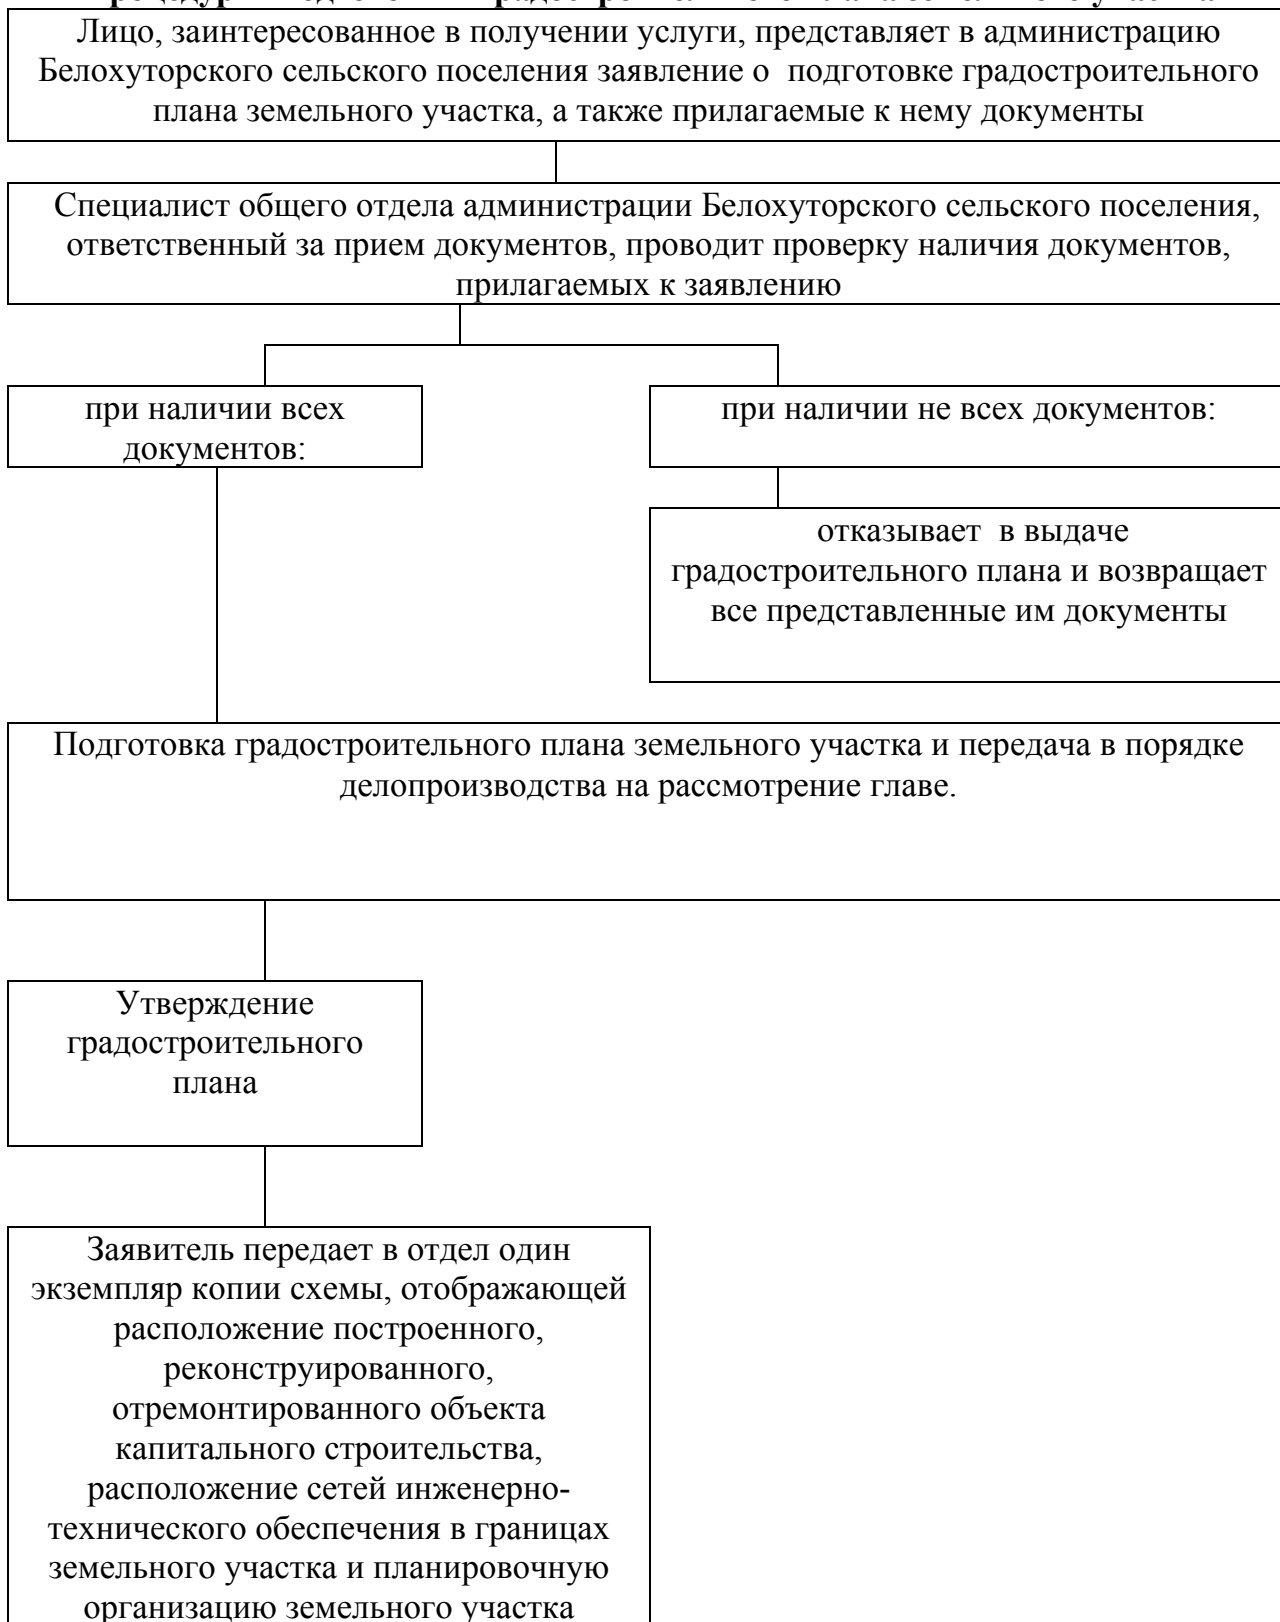 Лицо, заинтересованное в получении услуги, представляет в администрацию
Белохуторского сельского поселения заявление о  подготовке градостроительного
плана земельного участка, а также прилагаемые к нему документы
Специалист общего отдела администрации Белохуторского сельского поселения,
ответственный за прием документов, проводит проверку наличия документов,
прилагаемых к заявлению
при наличии всех
документов:
при наличии не всех документов:
отказывает  в выдаче
градостроительного плана и возвращает
все представленные им документы
Подготовка градостроительного плана земельного участка и передача в порядке
делопроизводства на рассмотрение главе.
Утверждение
градостроительного
плана
Заявитель передает в отдел один
экземпляр копии схемы, отображающей
расположение построенного,
реконструированного,
отремонтированного объекта
капитального строительства,
расположение сетей инженерно-
технического обеспечения в границах
земельного участка и планировочную
организацию земельного участка